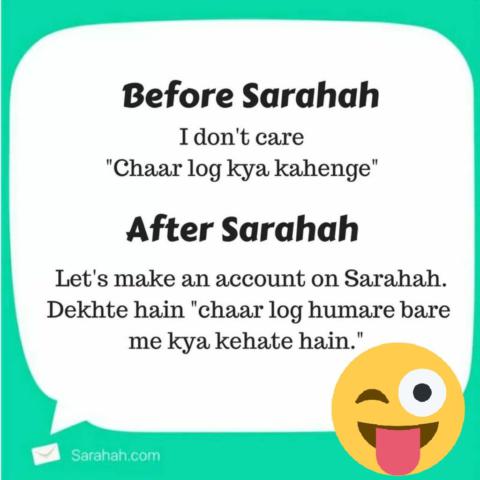 Before Sarahah
I don't care
"Chaar log kya kahenge"
After Sarahah
Let's make an account on Sarahah.
Dekhte hain "chaar log humare bare
me kya kehate hain."
Sarahah.com